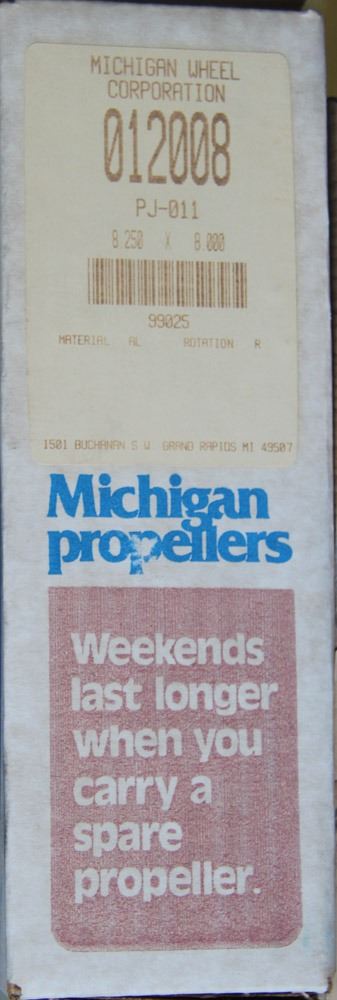 MICHIGAN WHEEL
CORPORATION
012008
PJ-011
8.250 X 8.000
99025
MATERIAL AL ROTATION R
1501 BUCHANAN S W GRAND RAPIDS MI 49507
Michigan
propellers
Weekends
last longer
when you
carry a
spare
propeller.